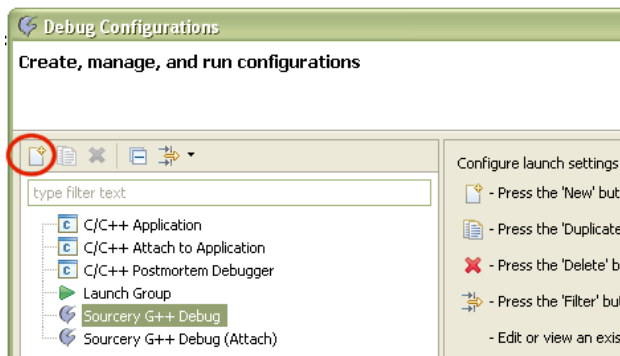 Debug Configurations
Create, manage, and run configurations
type filter text
C/C++ Application
C/C++ Attach to Application
C/C++ Postmortem Debugger
Launch Group
Sourcery G++ Debug
Sourcery G++ Debug (Attach)
Configure launch settings
- Press the 'New' but
- Press the 'Duplicate
- Press the 'Delete' b
- Press the 'Filter' but
- Edit or view an exis